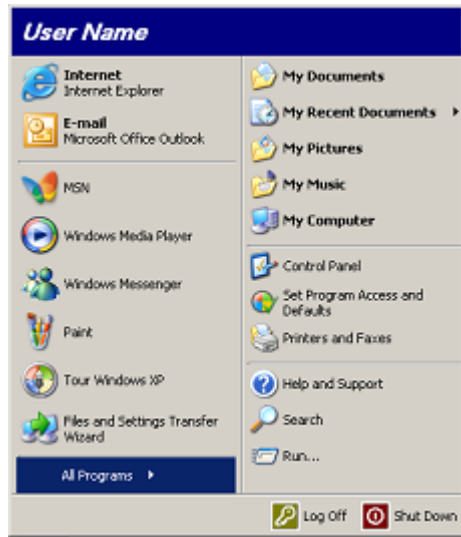 User Name
Internet
Internet Explorer
E-mail
Microsoft Office Outlook
MSN
Windows Media Player
Windows Messenger
Paint
Tour Windows XP
Files and Settings Transfer
Wizard
All Programs
My Documents
My Recent Documents
My Pictures
My Music
My Computer
Control Panel
Set Program Access and
Defaults
Printers and Faxes
Help and Support
Search
Run...
Log Off
Shut Down